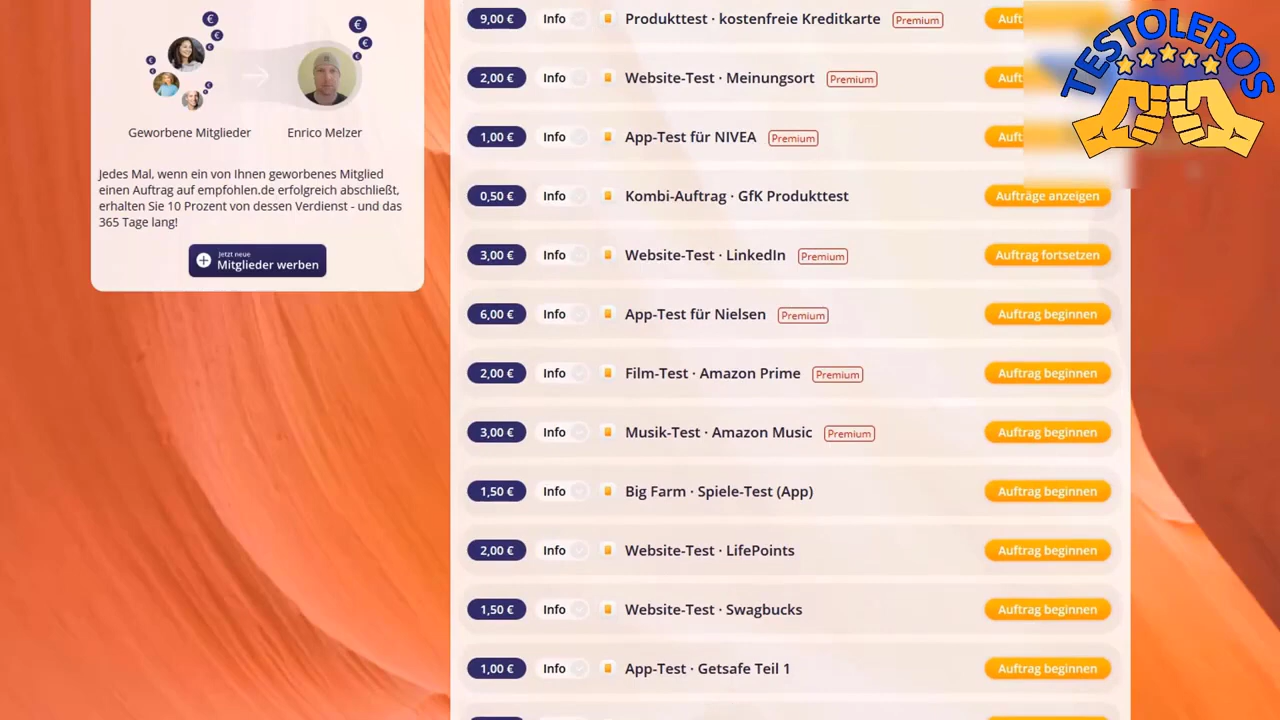 Geworbene Mitglieder
Enrico Melzer
Jedes Mal, wenn ein von Ihnen geworbenes Mitglied
einen Auftrag auf empfohlen.de erfolgreich abschließt,
erhalten Sie 10 Prozent von dessen Verdienst - und das
365 Tage lang!
Jetzt neue
Mitglieder werben
9,00 € Info Produkttest · kostenfreie Kreditkarte Premium Auft
2,00 € Info Website-Test · Meinungsort Premium Auft
1,00 € Info App-Test für NIVEA Premium Auft
0,50 € Info Kombi-Auftrag · GfK Produkttest Aufträge anzeigen
3,00 € Info Website-Test · LinkedIn Premium Auftrag fortsetzen
6,00 € Info App-Test für Nielsen Premium Auftrag beginnen
2,00 € Info Film-Test · Amazon Prime Premium Auftrag beginnen
3,00 € Info Musik-Test · Amazon Music Premium Auftrag beginnen
1,50 € Info Big Farm · Spiele-Test (App) Auftrag beginnen
2,00 € Info Website-Test · LifePoints Auftrag beginnen
1,50 € Info Website-Test · Swagbucks Auftrag beginnen
1,00 € Info App-Test · Getsafe Teil 1 Auftrag beginnen
TESTOLEROS